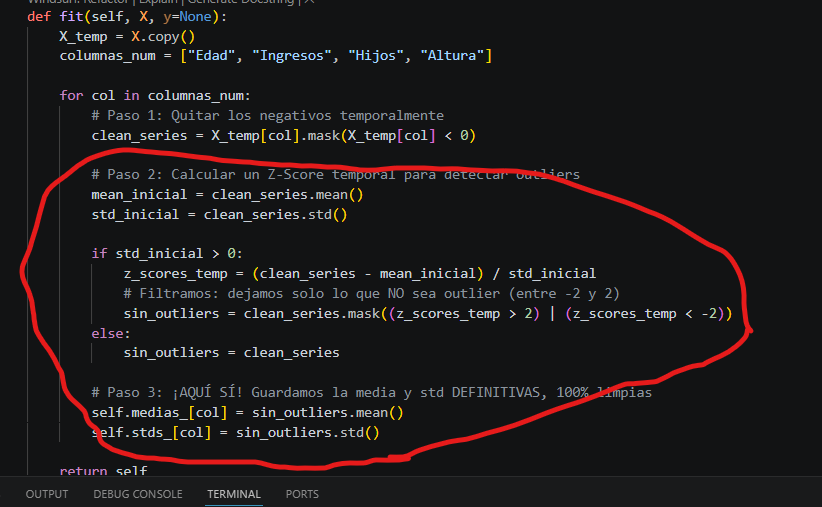 Windsurf: Refactor | Explain | Generate Docstring | X
def fit(self, X, y=None):
    X_temp = X.copy()
    columnas_num = ["Edad", "Ingresos", "Hijos", "Altura"]

    for col in columnas_num:
        # Paso 1: Quitar los negativos temporalmente
        clean_series = X_temp[col].mask(X_temp[col] < 0)

        # Paso 2: Calcular un Z-Score temporal para detectar outliers
        mean_inicial = clean_series.mean()
        std_inicial = clean_series.std()

        if std_inicial > 0:
            z_scores_temp = (clean_series - mean_inicial) / std_inicial
            # Filtramos: dejamos solo lo que NO sea outlier (entre -2 y 2)
            sin_outliers = clean_series.mask((z_scores_temp > 2) | (z_scores_temp < -2))
        else:
            sin_outliers = clean_series

        # Paso 3: ¡AQUÍ SÍ! Guardamos la media y std DEFINITIVAS, 100% limpias
        self.medias_[col] = sin_outliers.mean()
        self.stds_[col] = sin_outliers.std()

    return self
OUTPUT DEBUG CONSOLE TERMINAL PORTS